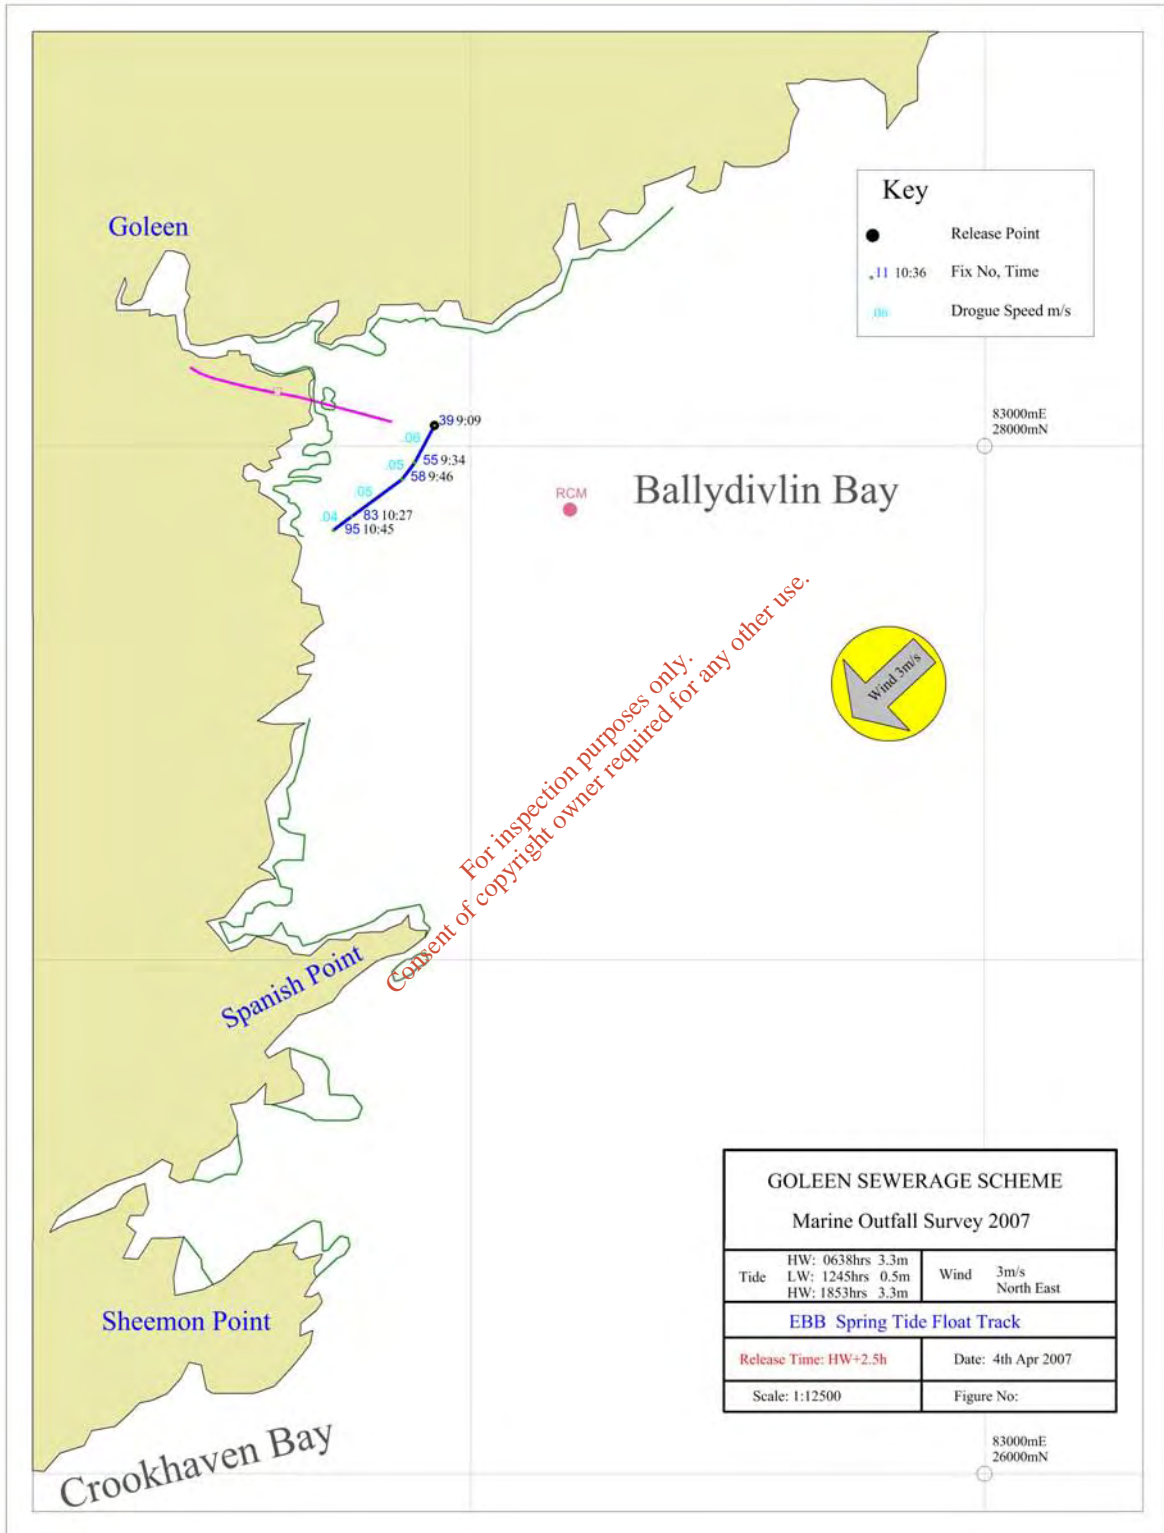 Goleen
Key
Release Point
.11 10:36 Fix No, Time
.08 Drogue Speed m/s
83000mE
28000mN
39 9:09
.06
55 9:34
.05
58 9:46
.05
83 10:27
.04
95 10:45
RCM
Ballydivlin Bay
Wind 3m/s
For inspection purposes only.
Consent of copyright owner required for any other use.
Spanish Point
Sheemon Point
Crookhaven Bay
GOLEEN SEWERAGE SCHEME
Marine Outfall Survey 2007
Tide
HW: 0638hrs 3.3m
LW: 1245hrs 0.5m
HW: 1853hrs 3.3m
Wind
3m/s
North East
EBB Spring Tide Float Track
Release Time: HW+2.5h
Date: 4th Apr 2007
Scale: 1:12500
Figure No:
83000mE
26000mN